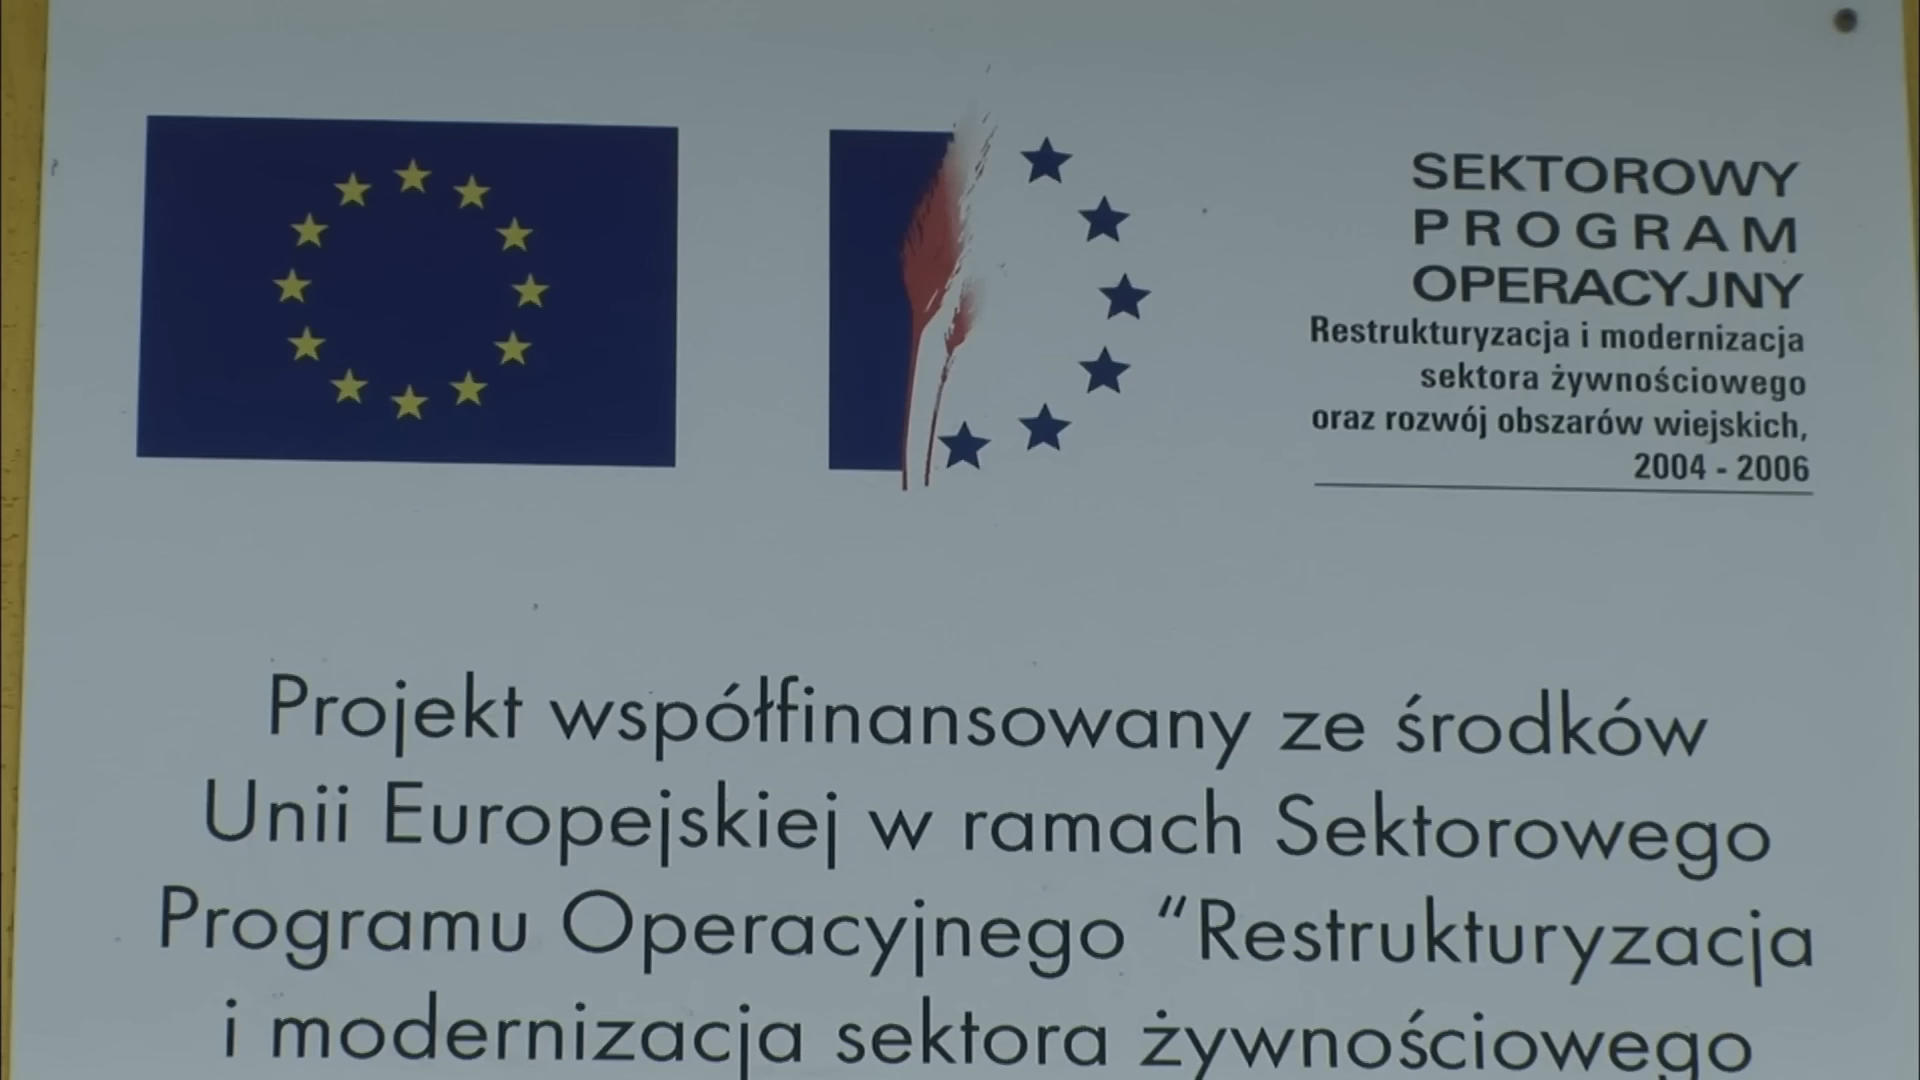 SEKTOROWY
PROGRAM
OPERACYJNY
Restrukturyzacja i modernizacja
sektora żywnościowego
oraz rozwój obszarów wiejskich,
2004 - 2006
Projekt współfinansowany ze środków
Unii Europejskiej w ramach Sektorowego
Programu Operacyjnego “Restrukturyzacja
i modernizacja sektora żywnościowego